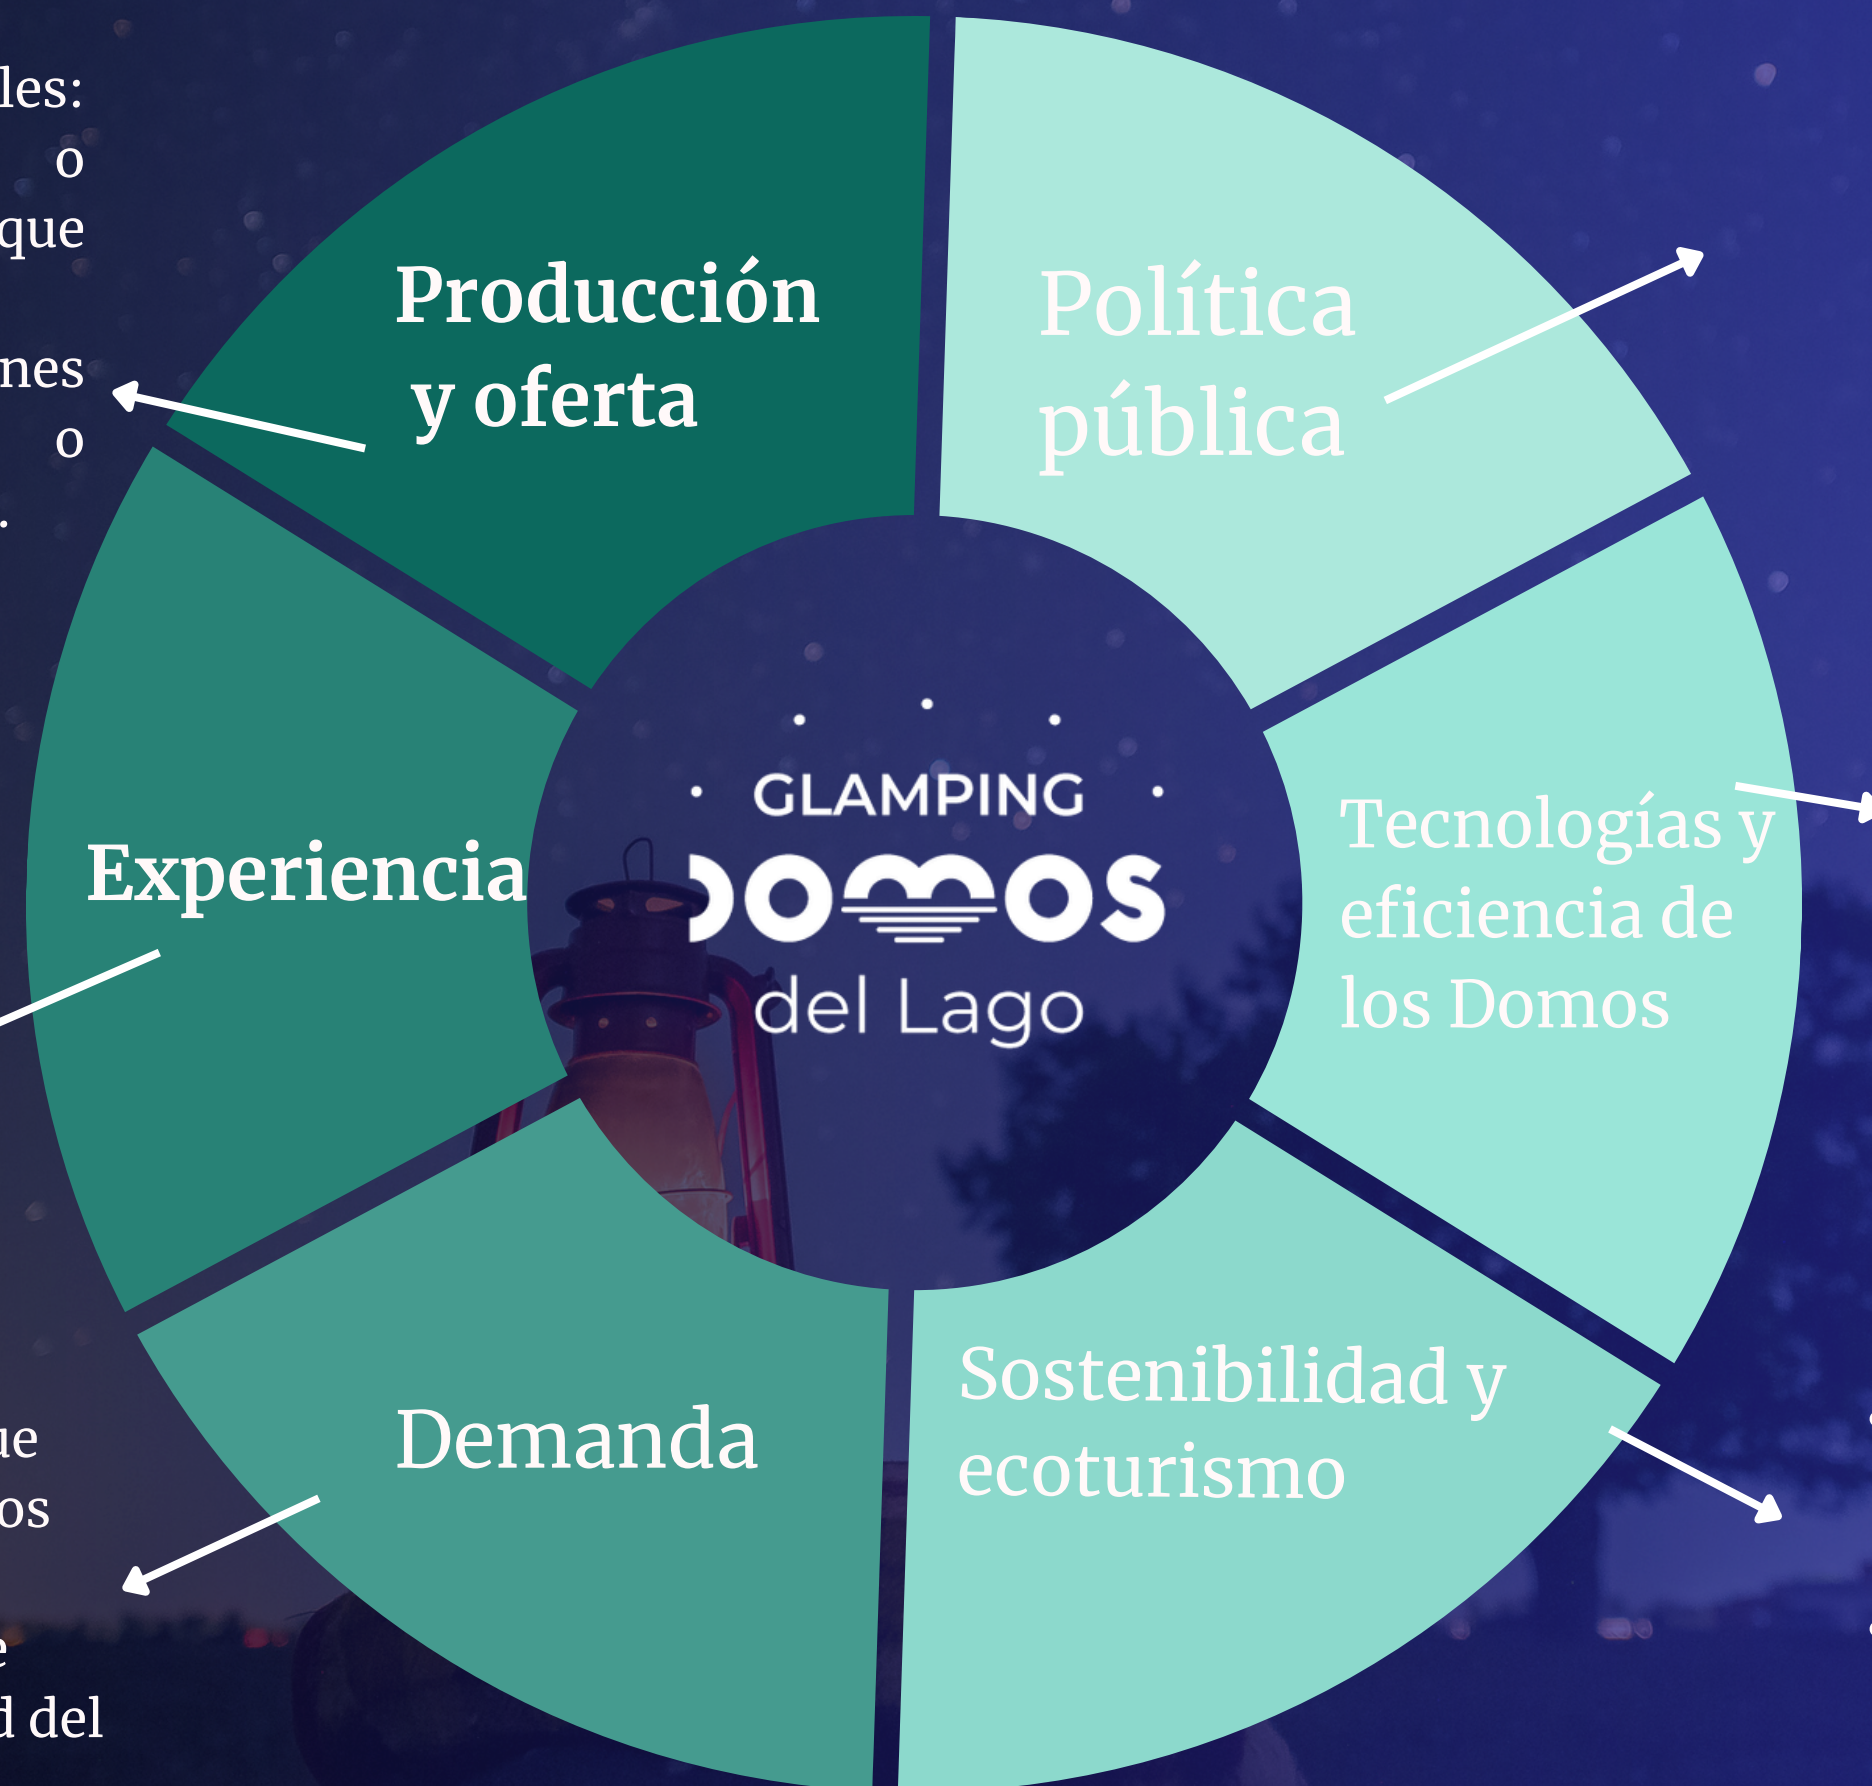 les:
o
que
nes
o
.
Producción
y oferta
Política
pública
Experiencia
GLAMPING
DOMOS
del Lago
Tecnologías y
eficiencia de
los Domos
Demanda
Sostenibilidad y
ecoturismo
ue
os
e
d del